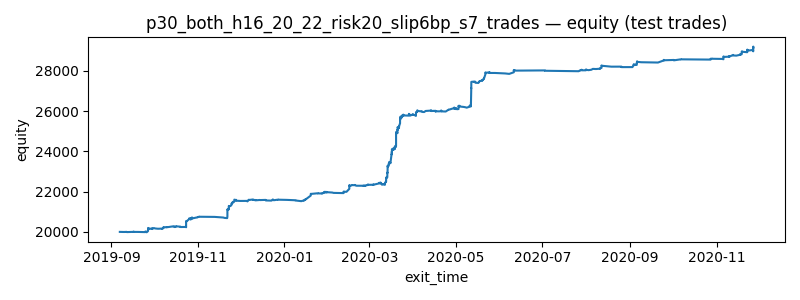 p30_both_h16_20_22_risk20_slip6bp_s7_trades — equity (test trades)
equity
28000
26000
24000
22000
20000
2019-09 2019-11 2020-01 2020-03 2020-05 2020-07 2020-09 2020-11
exit_time